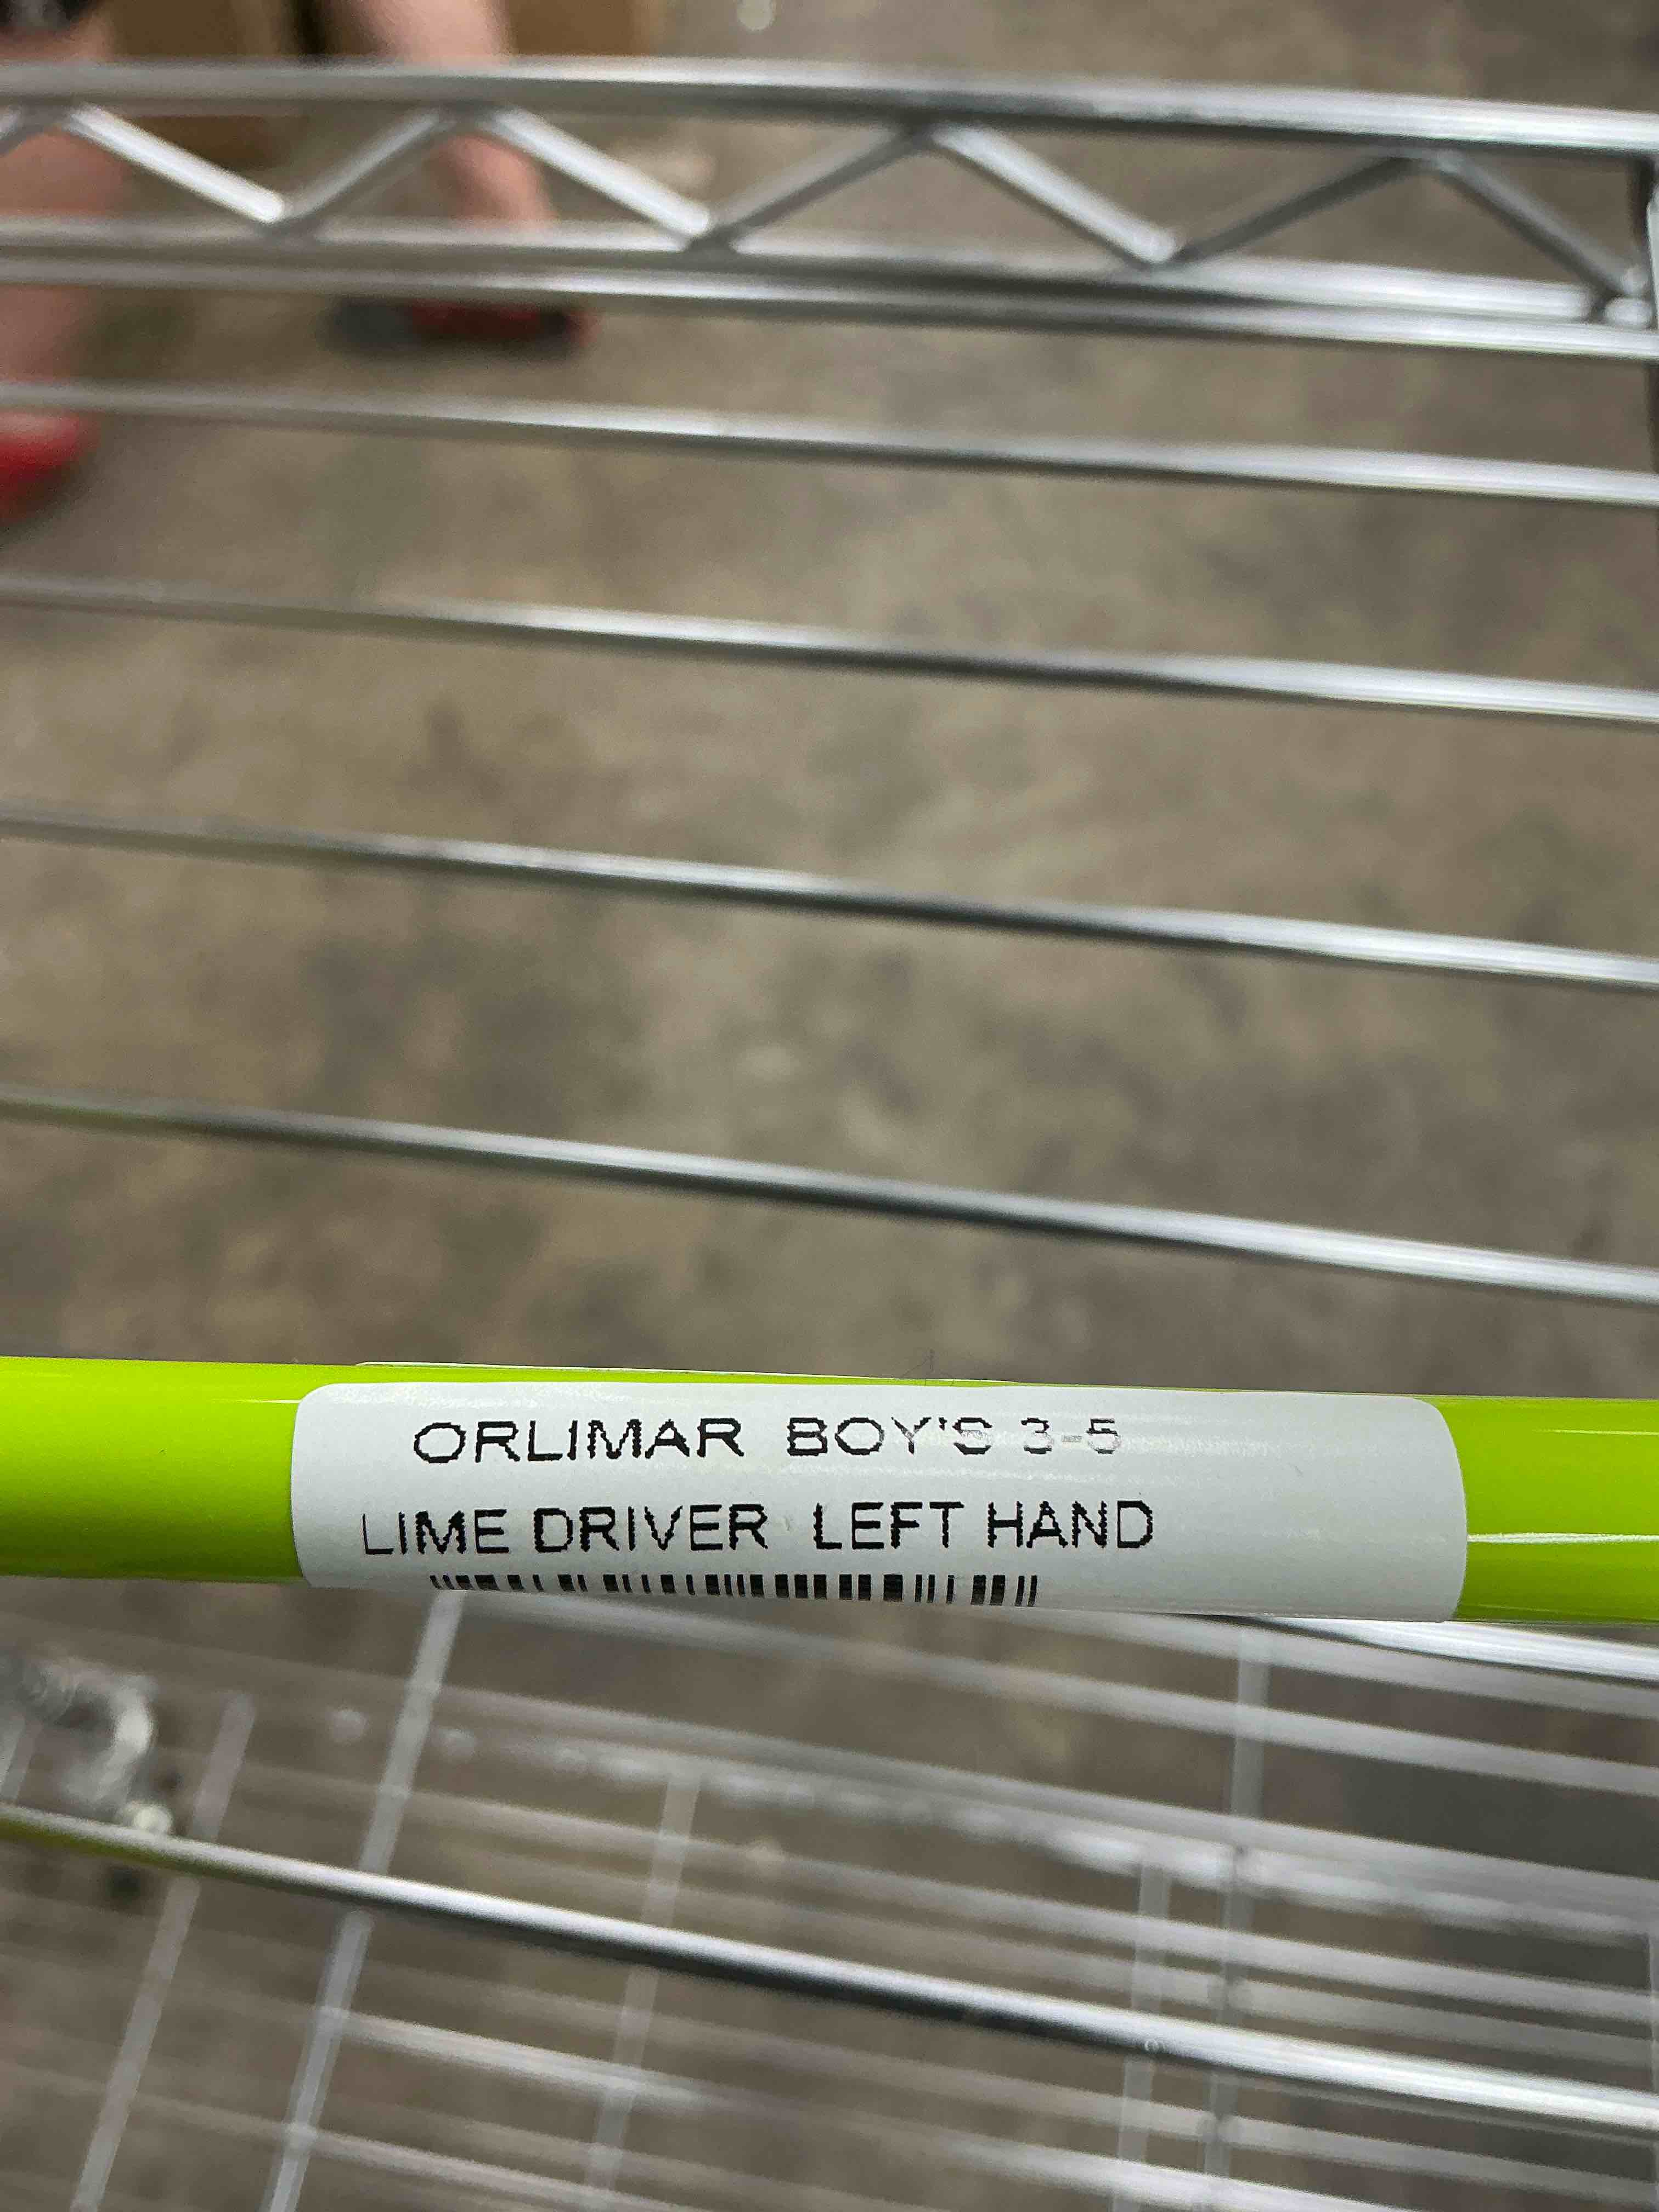 ORLIMAR BOY'S 3-5
LIME DRIVER LEFT HAND